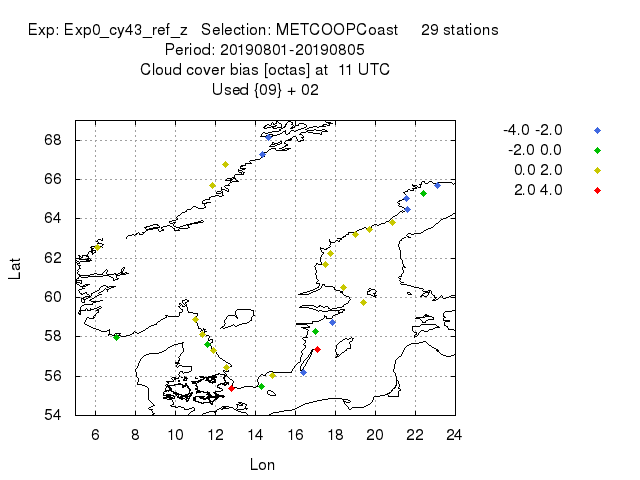 Exp: Exp0_cy43_ref_z   Selection: METCOOPCoast     29 stations
Period: 20190801-20190805
Cloud cover bias [octas] at  11 UTC
Used {09} + 02
-4.0 -2.0
-2.0 0.0
0.0 2.0
2.0 4.0
Lat
68
66
64
62
60
58
56
54
6 8 10 12 14 16 18 20 22 24
Lon